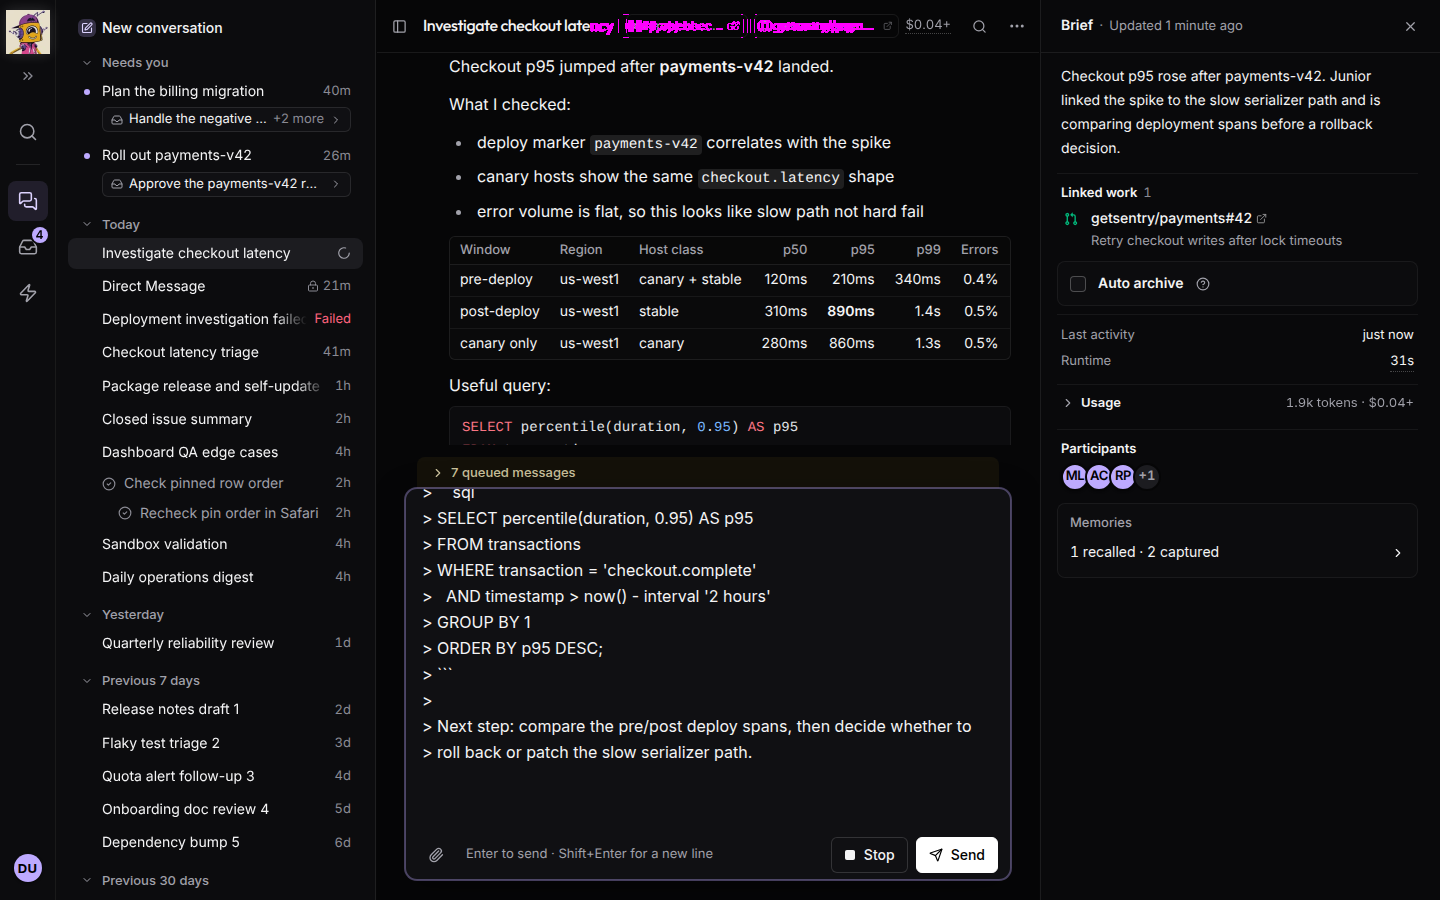 New conversation
Needs you
Plan the billing migration 40m
Handle the negative ... +2 more
Roll out payments-v42 26m
Approve the payments-v42 r...
Today
Investigate checkout latency
Direct Message 21m
Deployment investigation failed Failed
Checkout latency triage 41m
Package release and self-update 1h
Closed issue summary 2h
Dashboard QA edge cases 4h
Check pinned row order 2h
Recheck pin order in Safari 2h
Sandbox validation 4h
Daily operations digest 4h
Yesterday
Quarterly reliability review 1d
Previous 7 days
Release notes draft 1 2d
Flaky test triage 2 3d
Quota alert follow-up 3 4d
Onboarding doc review 4 5d
Dependency bump 5 6d
Previous 30 days
4
DU
Investigate checkout latency $0.04+
Checkout p95 jumped after payments-v42 landed.
What I checked:
deploy marker payments-v42 correlates with the spike
canary hosts show the same checkout.latency shape
error volume is flat, so this looks like slow path not hard fail
Window Region Host class p50 p95 p99 Errors
pre-deploy us-west1 canary + stable 120ms 210ms 340ms 0.4%
post-deploy us-west1 stable 310ms 890ms 1.4s 0.5%
canary only us-west1 canary 280ms 860ms 1.3s 0.5%
Useful query:
SELECT percentile(duration, 0.95) AS p95
7 queued messages
> sql
> SELECT percentile(duration, 0.95) AS p95
> FROM transactions
> WHERE transaction = 'checkout.complete'
>   AND timestamp > now() - interval '2 hours'
> GROUP BY 1
> ORDER BY p95 DESC;
> ```
>
> Next step: compare the pre/post deploy spans, then decide whether to
> roll back or patch the slow serializer path.
Enter to send · Shift+Enter for a new line
Stop
Send
Brief · Updated 1 minute ago
Checkout p95 rose after payments-v42. Junior
linked the spike to the slow serializer path and is
comparing deployment spans before a rollback
decision.
Linked work 1
getsentry/payments#42
Retry checkout writes after lock timeouts
Auto archive
Last activity just now
Runtime 31s
Usage 1.9k tokens · $0.04+
Participants
ML AC RP +1
Memories
1 recalled · 2 captured